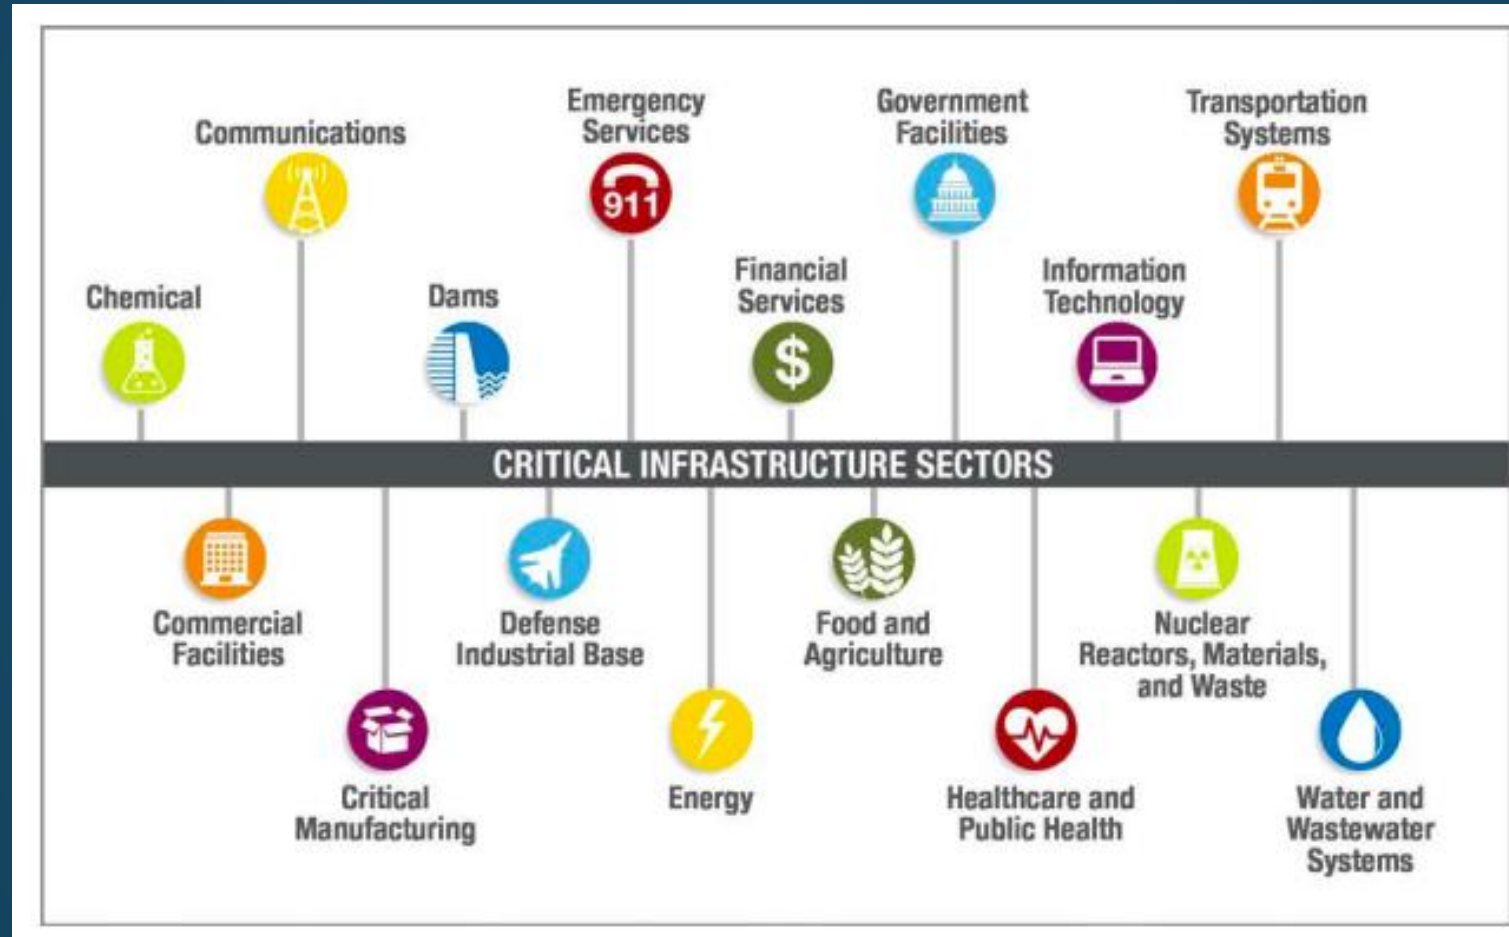 Communications
Emergency
Services
911
Government
Facilities
Transportation
Systems
Chemical
Dams
Financial
Services
$
Information
Technology
CRITICAL INFRASTRUCTURE SECTORS
Commercial
Facilities
Defense
Industrial Base
Food and
Agriculture
Nuclear
Reactors, Materials,
and Waste
Critical
Manufacturing
Energy
Healthcare and
Public Health
Water and
Wastewater
Systems